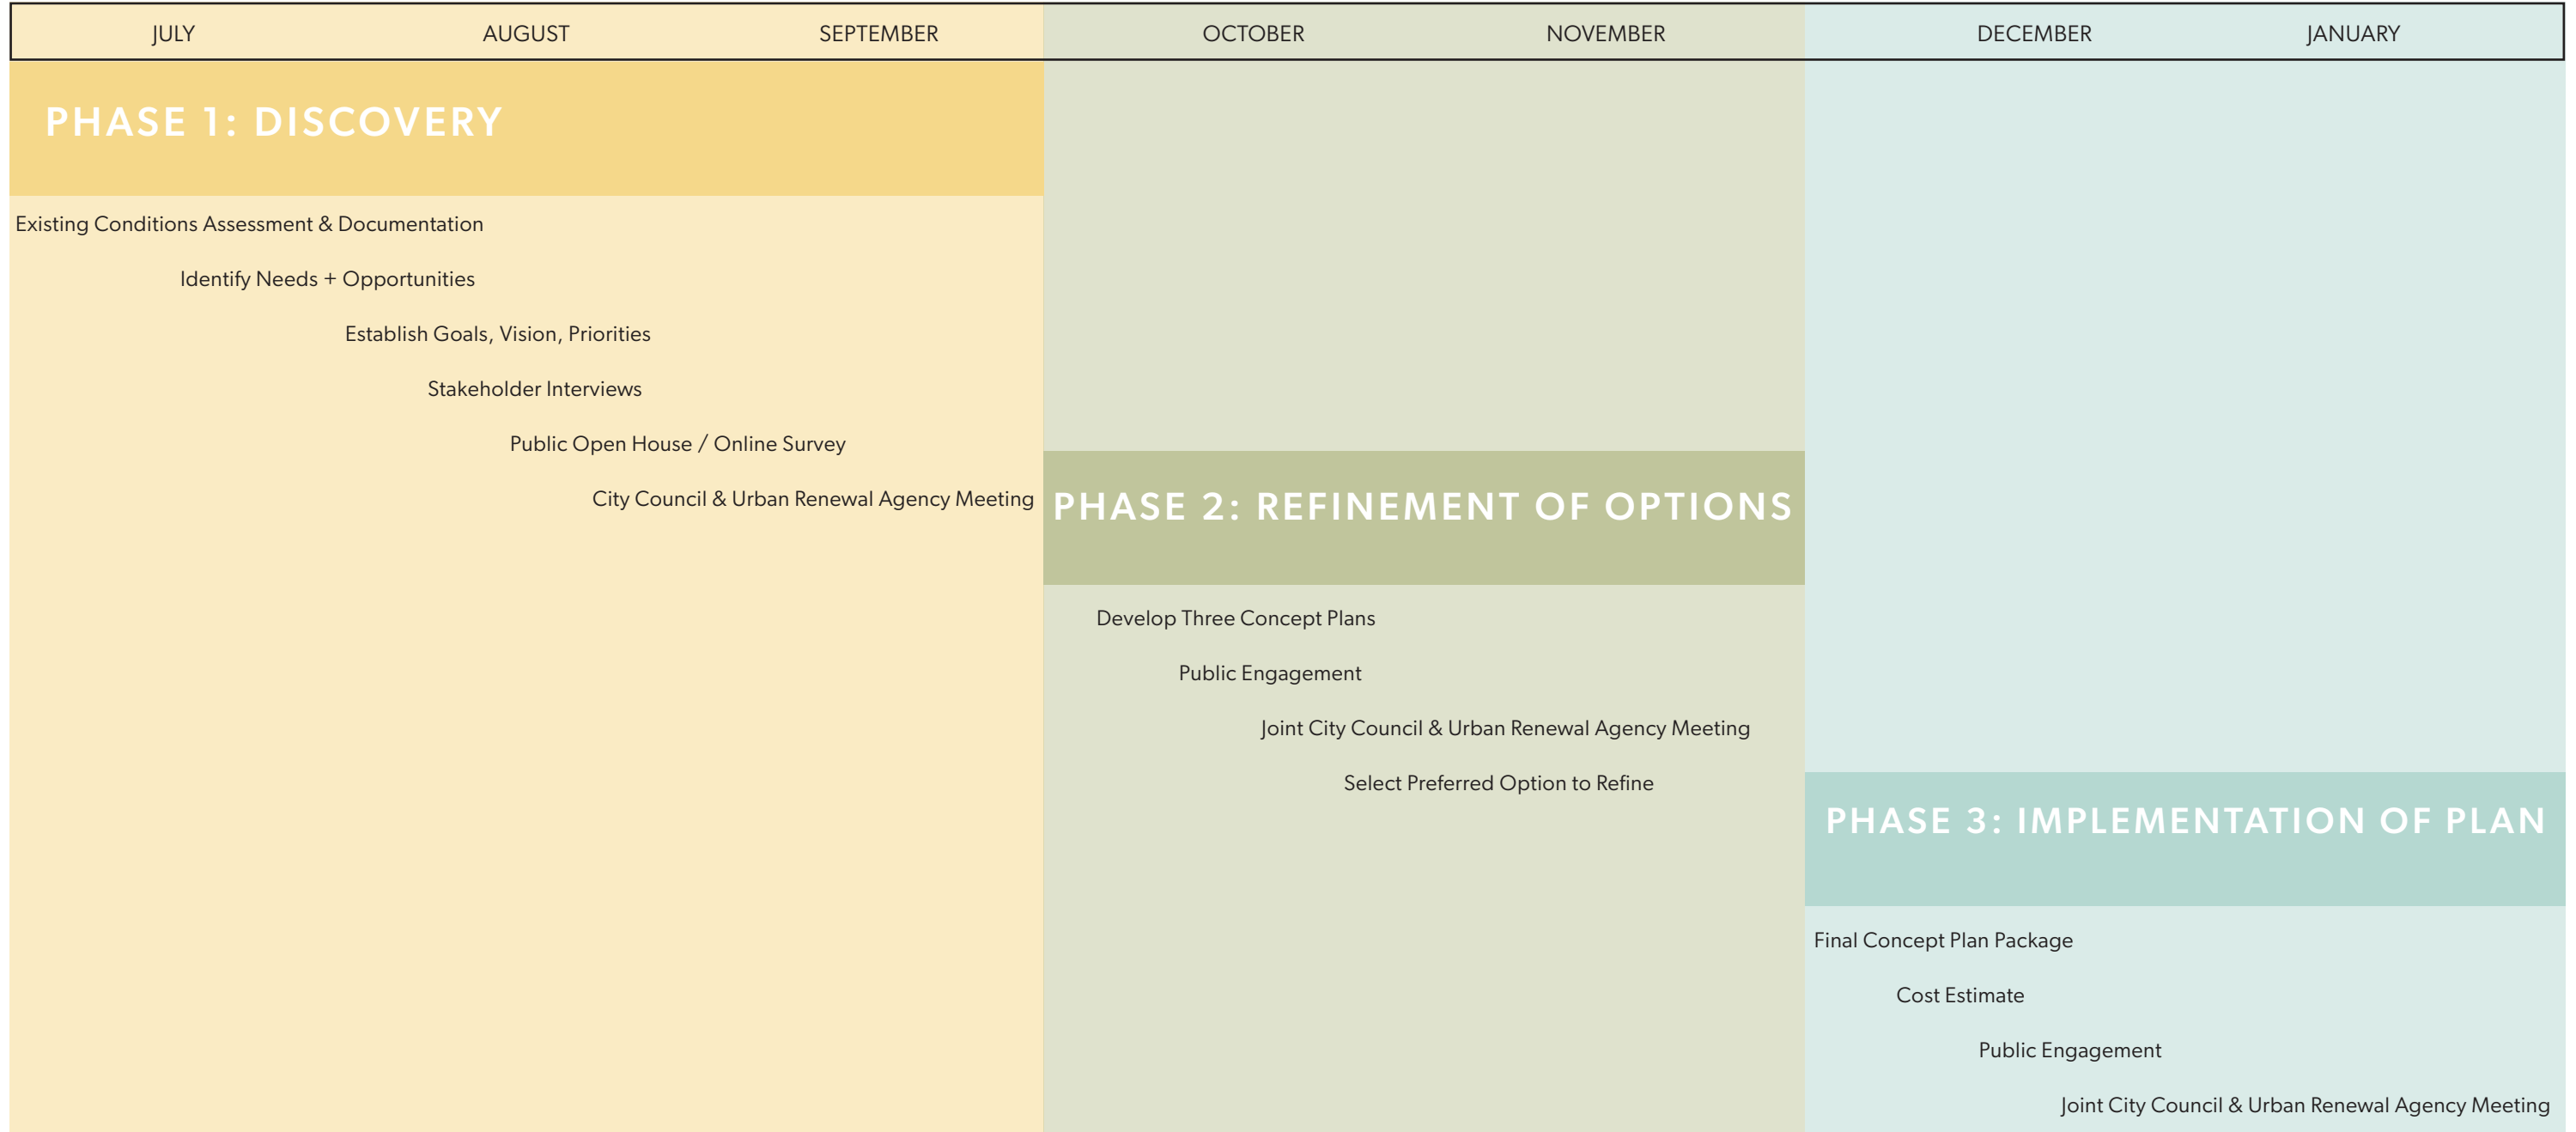 JULY AUGUST SEPTEMBER OCTOBER NOVEMBER DECEMBER JANUARY
PHASE 1: DISCOVERY
Existing Conditions Assessment & Documentation
Identify Needs + Opportunities
Establish Goals, Vision, Priorities
Stakeholder Interviews
Public Open House / Online Survey
City Council & Urban Renewal Agency Meeting
PHASE 2: REFINEMENT OF OPTIONS
Develop Three Concept Plans
Public Engagement
Joint City Council & Urban Renewal Agency Meeting
Select Preferred Option to Refine
PHASE 3: IMPLEMENTATION OF PLAN
Final Concept Plan Package
Cost Estimate
Public Engagement
Joint City Council & Urban Renewal Agency Meeting